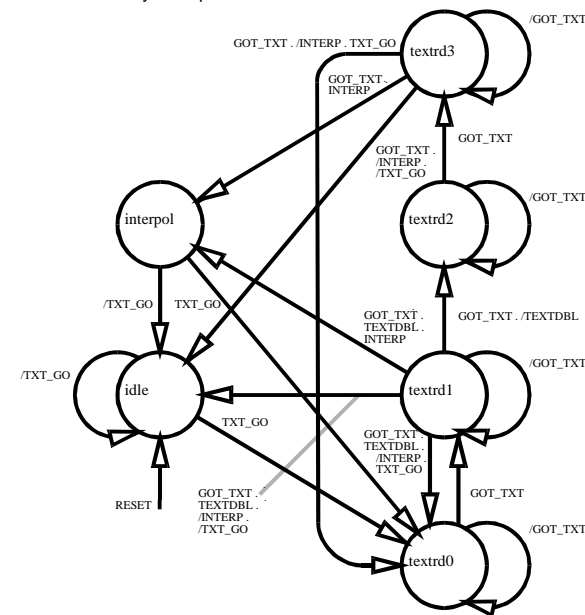 /GOT_TXT
GOT_TXT . /INTERP . TXT_GO
textrd3
GOT_TXT .
INTERP
GOT_TXT
GOT_TXT .
/INTERP .
/TXT_GO
/GOT_TXT
interpol
textrd2
/TXT_GO
TXT_GO
GOT_TXT .
TEXTDBL .
INTERP
GOT_TXT . /TEXTDBL
/GOT_TXT
/TXT_GO
idle
textrd1
TXT_GO
GOT_TXT .
TEXTDBL .
/INTERP .
TXT_GO
GOT_TXT .
TEXTDBL .
/INTERP .
/TXT_GO
RESET
GOT_TXT
/GOT_TXT
textrd0